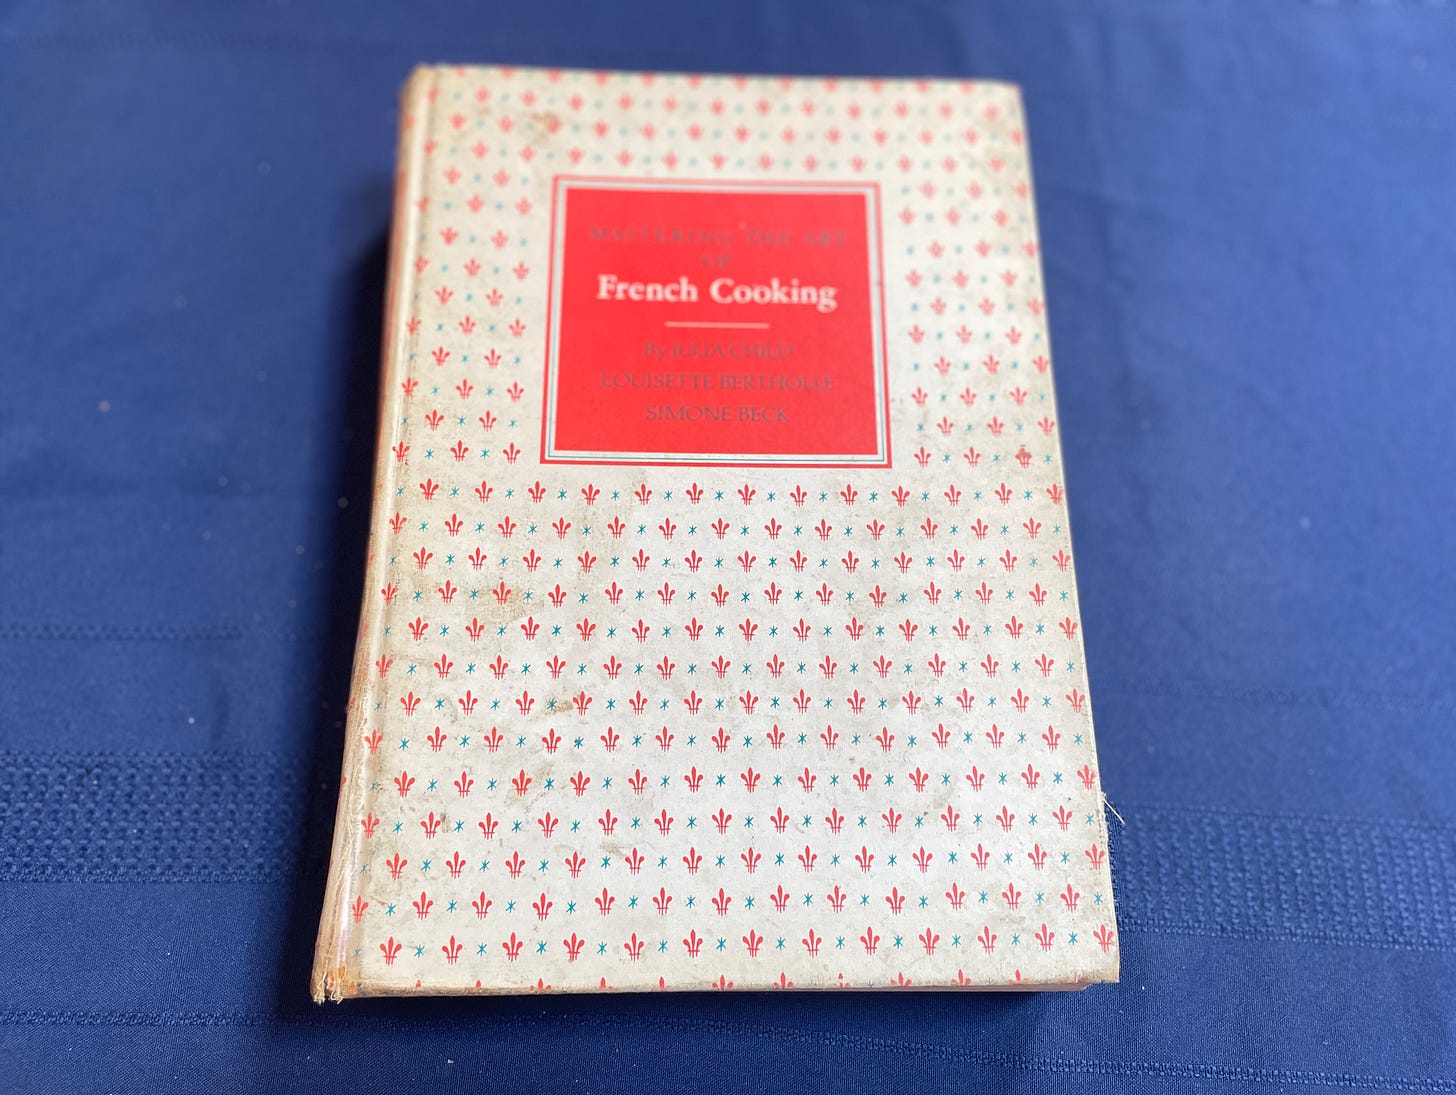 MASTERING THE ART
OF
French Cooking
By JULIA CHILD
LOUISETTE BERTHOLLE
SIMONE BECK